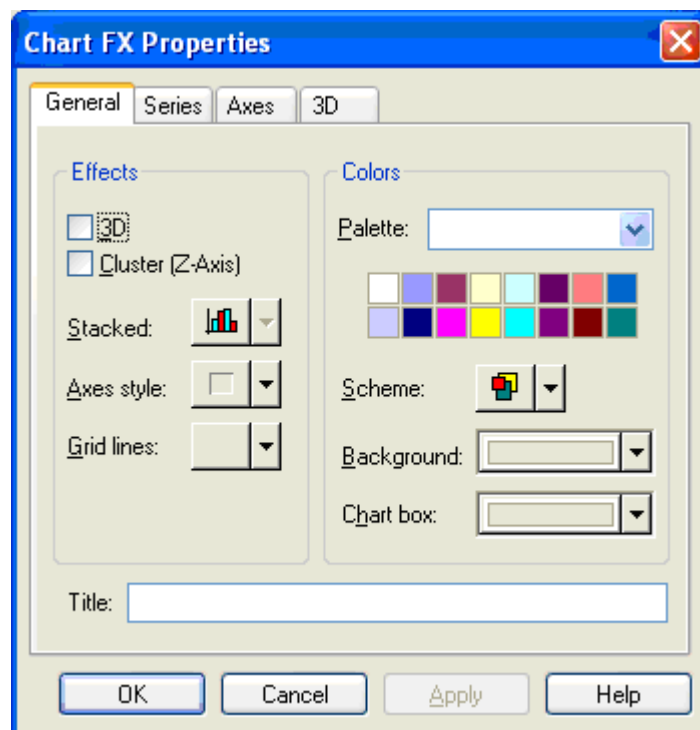 Chart FX Properties
General Series Axes 3D
Effects
3D
Cluster (Z-Axis)
Stacked:
Axes style:
Grid lines:
Colors
Palette:
Scheme:
Background:
Chart box:
Title:
OK Cancel Apply Help